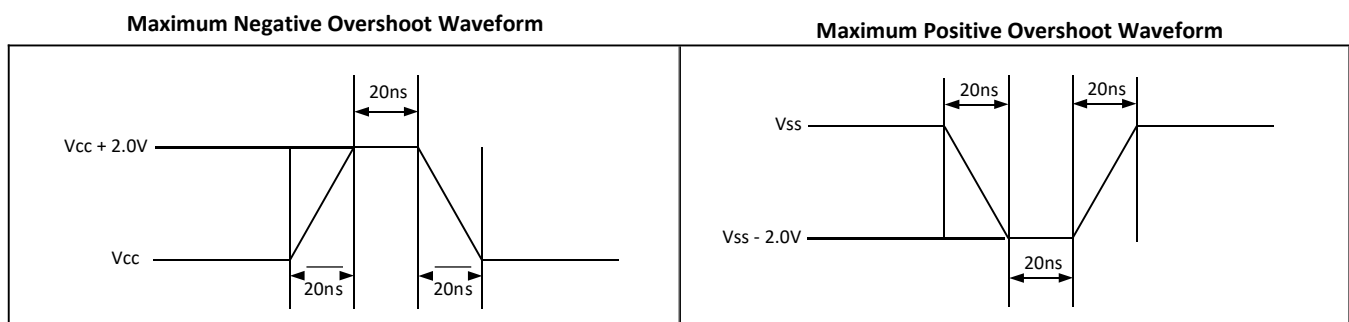 Maximum Negative Overshoot Waveform
20ns
Vcc + 2.0V
Vcc
20ns
20ns
Maximum Positive Overshoot Waveform
20ns
20ns
Vss
Vss - 2.0V
20ns